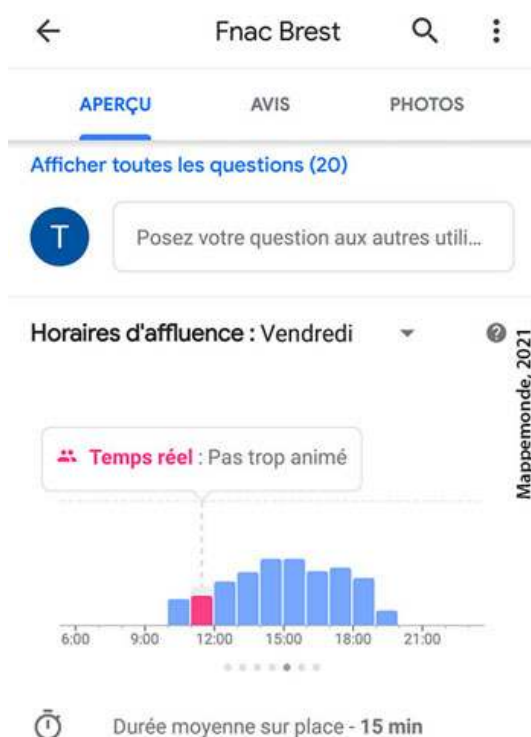 Fnac Brest
APERÇU AVIS PHOTOS
Afficher toutes les questions (20)
T
Posez votre question aux autres utili...
Horaires d'affluence : Vendredi
Mappemonde, 2021
Temps réel : Pas trop animé
6:00 9:00 12:00 15:00 18:00 21:00
Durée moyenne sur place - 15 min